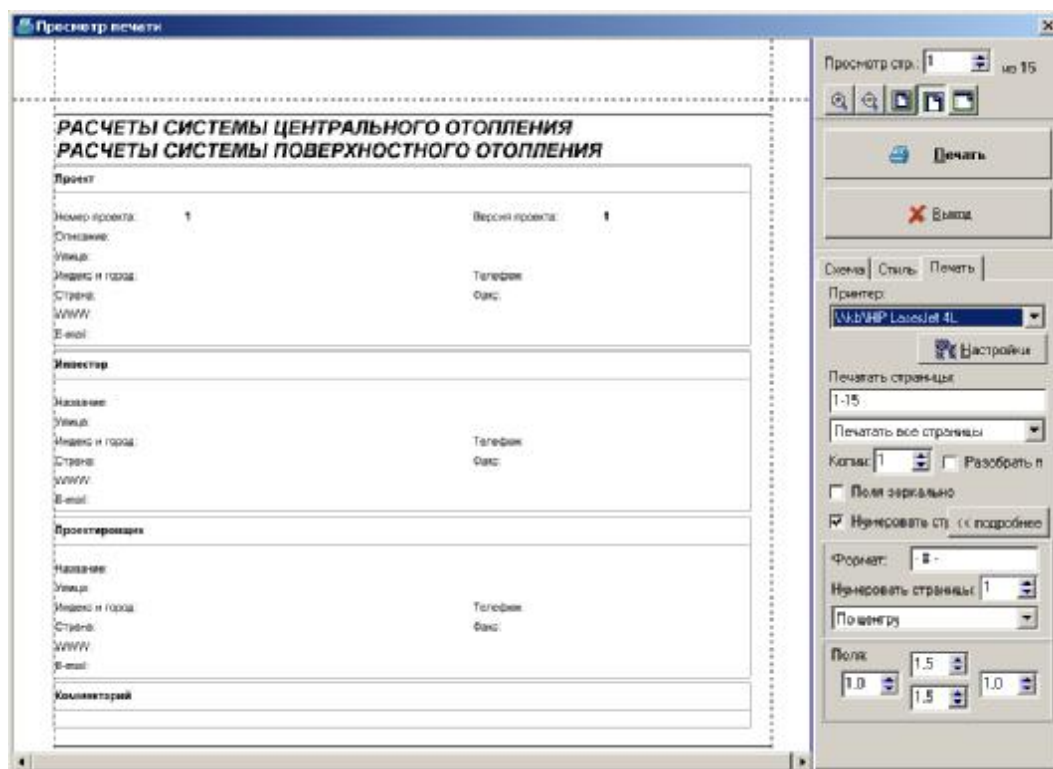 Просмотр печати
Просмотр стр.: 1 из 15
РАСЧЕТЫ СИСТЕМЫ ЦЕНТРАЛЬНОГО ОТОПЛЕНИЯ
РАСЧЕТЫ СИСТЕМЫ ПОВЕРХНОСТНОГО ОТОПЛЕНИЯ
Проект
Номер проекта: 1 Версия проекта: 1
Описание:
Улица:
Индекс и город: Телефон:
Страна: Факс:
WWW:
E-mail:
Инвестор
Название:
Улица:
Индекс и город: Телефон:
Страна: Факс:
WWW:
E-mail:
Проектировщик
Название:
Улица:
Индекс и город: Телефон:
Страна: Факс:
WWW:
E-mail:
Комментарий
Печать
Выход
Схема Стиль Печать
Принтер:
\\kb\HP LaserJet 4L
Настройки
Печатать страницы:
1-15
Печатать все страницы
Копии: 1 Разобрать п
Поля зеркально
Нумеровать ст << подробнее
Формат: - # -
Нумеровать страницы: 1
По центру
Поля:
1.5
1.0 1.0
1.5